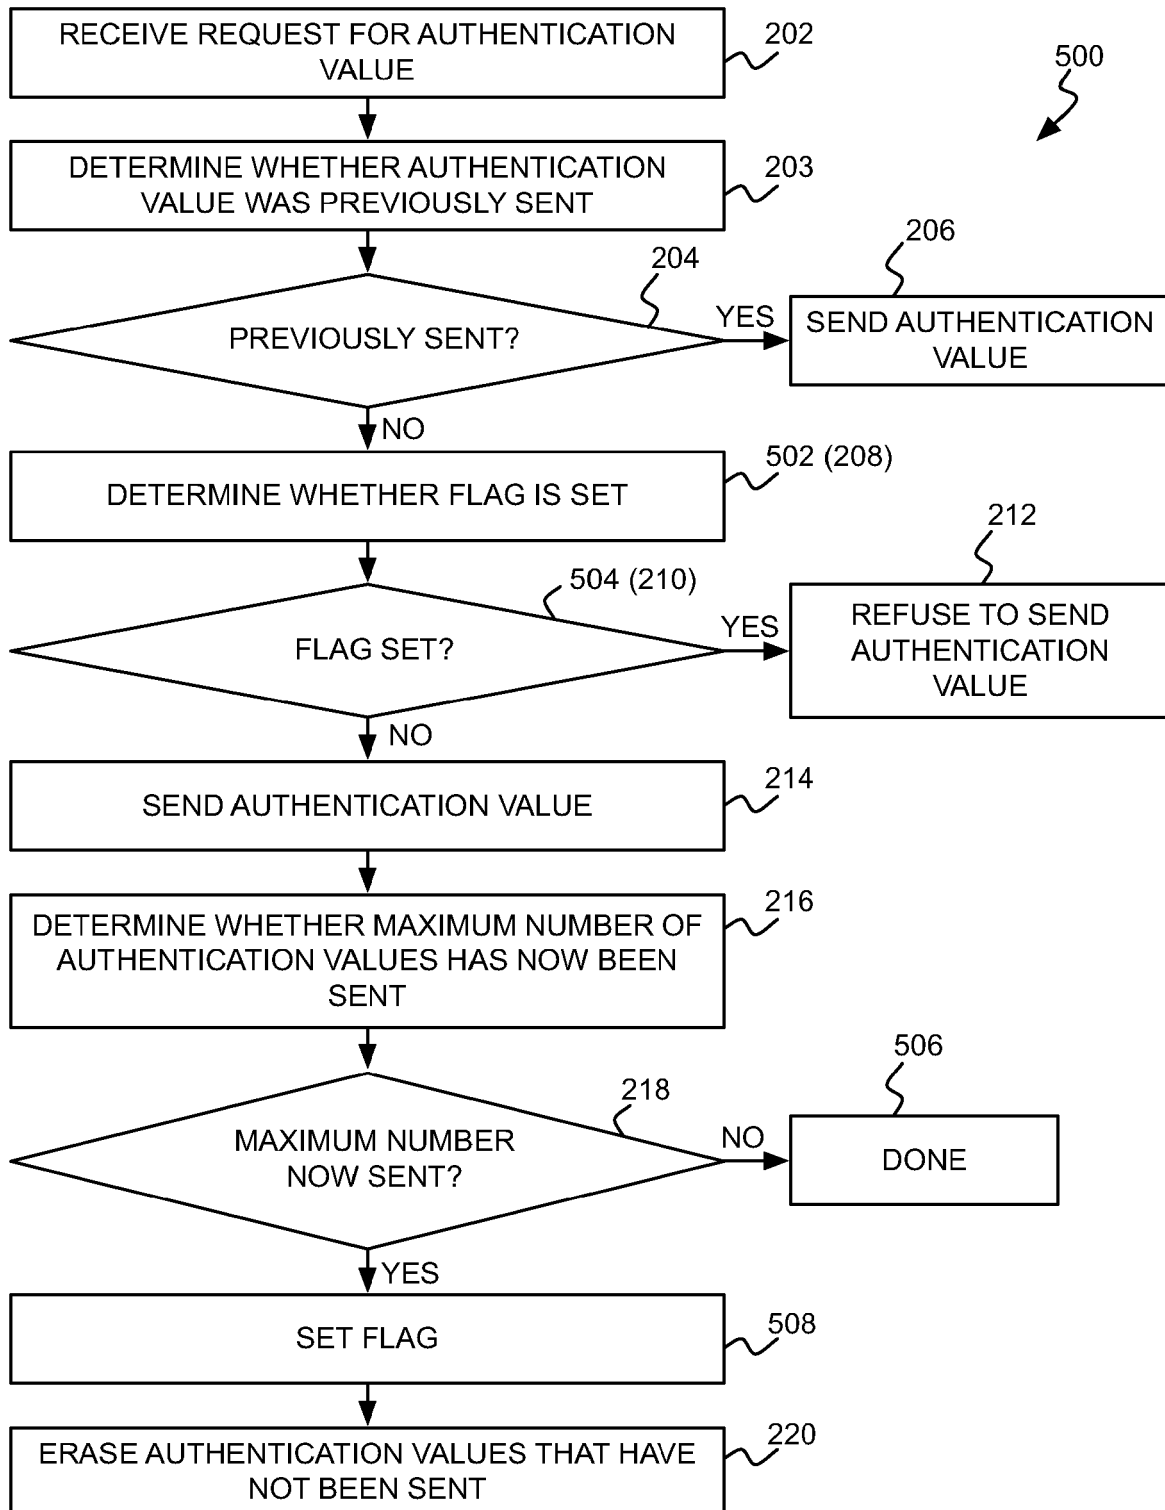 RECEIVE REQUEST FOR AUTHENTICATION
VALUE
202
500
DETERMINE WHETHER AUTHENTICATION
VALUE WAS PREVIOUSLY SENT
203
204
206
PREVIOUSLY SENT?
YES
SEND AUTHENTICATION
VALUE
NO
502 (208)
DETERMINE WHETHER FLAG IS SET
212
504 (210)
FLAG SET?
YES
REFUSE TO SEND
AUTHENTICATION
VALUE
NO
214
SEND AUTHENTICATION VALUE
216
DETERMINE WHETHER MAXIMUM NUMBER OF
AUTHENTICATION VALUES HAS NOW BEEN
SENT
506
218
MAXIMUM NUMBER
NOW SENT?
NO
DONE
YES
SET FLAG
508
ERASE AUTHENTICATION VALUES THAT HAVE
NOT BEEN SENT
220